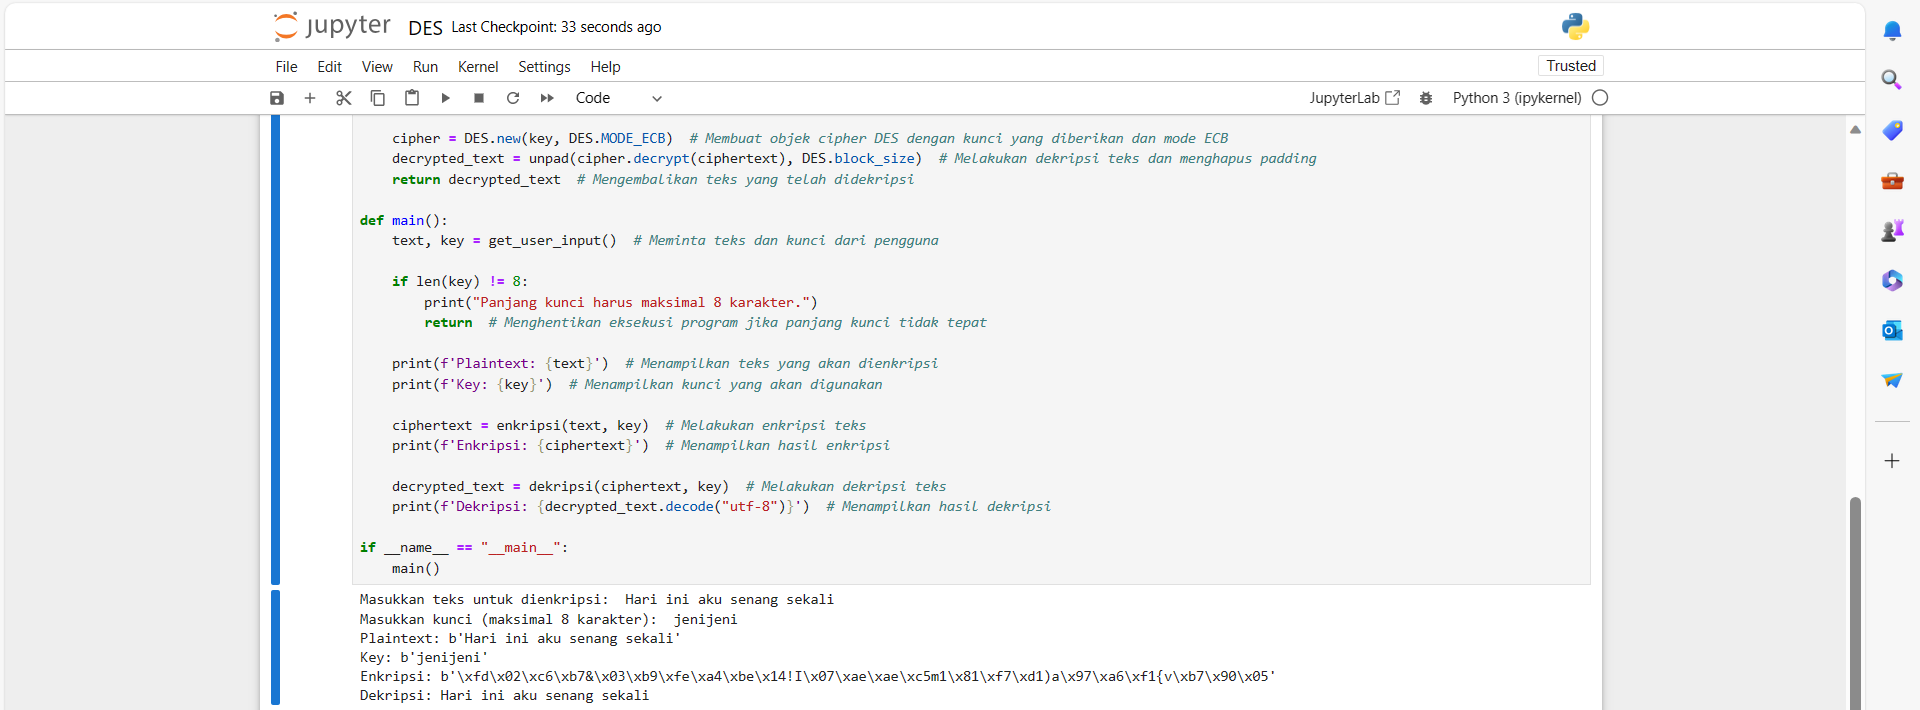 jupyter DES Last Checkpoint: 33 seconds ago
File Edit View Run Kernel Settings Help Trusted
Code JupyterLab Python 3 (ipykernel)
    cipher = DES.new(key, DES.MODE_ECB)  # Membuat objek cipher DES dengan kunci yang diberikan dan mode ECB
    decrypted_text = unpad(cipher.decrypt(ciphertext), DES.block_size)  # Melakukan dekripsi teks dan menghapus padding
    return decrypted_text  # Mengembalikan teks yang telah didekripsi
def main():
    text, key = get_user_input()  # Meminta teks dan kunci dari pengguna
    if len(key) != 8:
        print("Panjang kunci harus maksimal 8 karakter.")
        return  # Menghentikan eksekusi program jika panjang kunci tidak tepat
    print(f'Plaintext: {text}')  # Menampilkan teks yang akan dienkripsi
    print(f'Key: {key}')  # Menampilkan kunci yang akan digunakan
    ciphertext = enkripsi(text, key)  # Melakukan enkripsi teks
    print(f'Enkripsi: {ciphertext}')  # Menampilkan hasil enkripsi
    decrypted_text = dekripsi(ciphertext, key)  # Melakukan dekripsi teks
    print(f'Dekripsi: {decrypted_text.decode("utf-8")}')  # Menampilkan hasil dekripsi
if __name__ == "__main__":
    main()
Masukkan teks untuk dienkripsi:  Hari ini aku senang sekali
Masukkan kunci (maksimal 8 karakter):  jenijeni
Plaintext: b'Hari ini aku senang sekali'
Key: b'jenijeni'
Enkripsi: b'\xfd\x02\xc6\xb7&\x03\xb9\xfe\xa4\xbe\x14!I\x07\xae\xae\xc5m1\x81\xf7\xd1)a\x97\xa6\xf1{v\xb7\x90\x05'
Dekripsi: Hari ini aku senang sekali